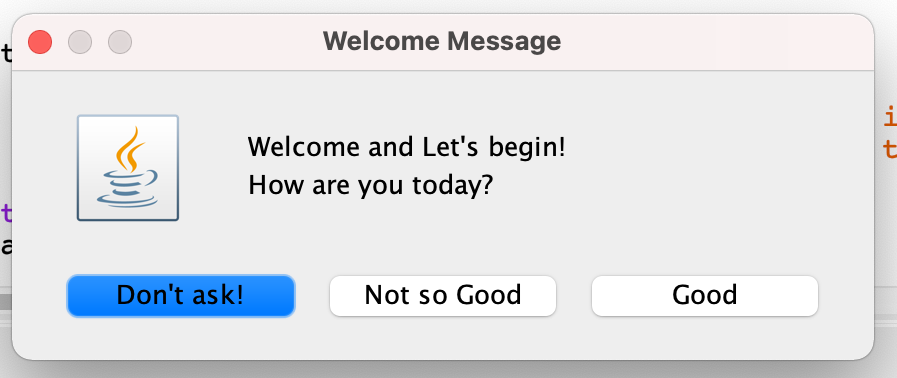 Welcome Message
Welcome and Let's begin!
How are you today?
Don't ask!
Not so Good
Good